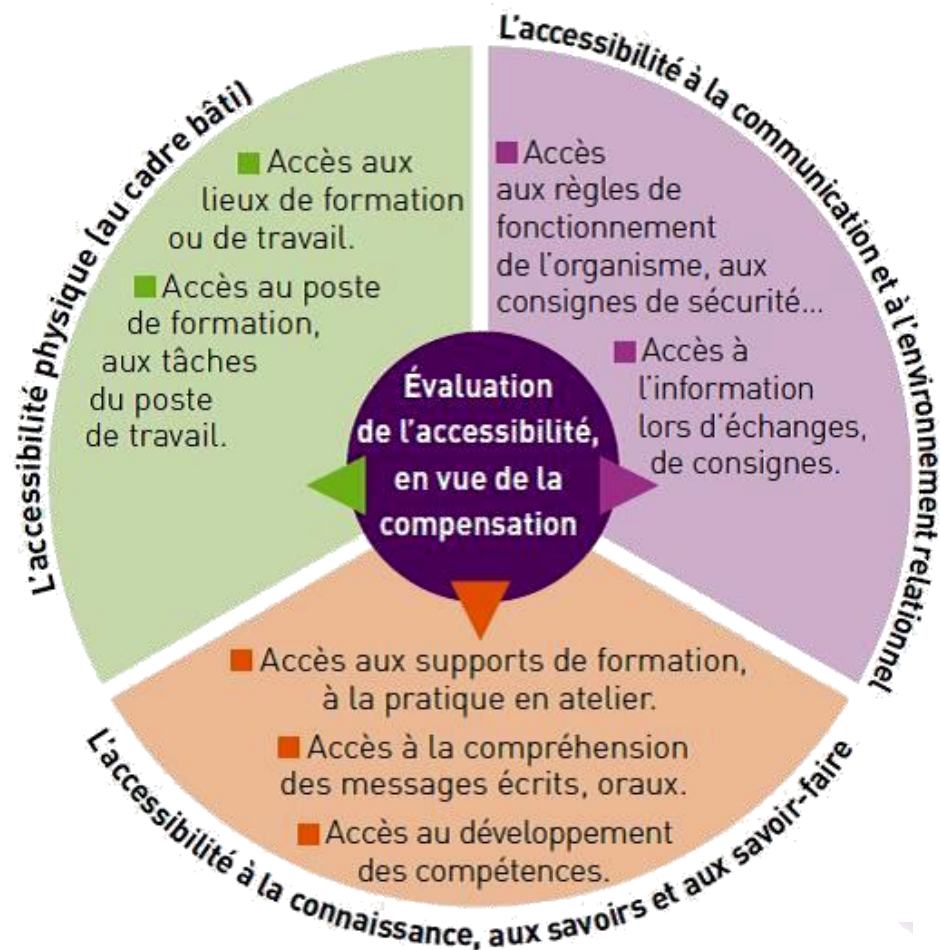 L'accessibilité physique (au cadre bâti)
■ Accès aux
lieux de formation
ou de travail.
■ Accès au poste
de formation,
aux tâches
du poste
de travail.
L'accessibilité à la communication et à l'environnement relationnel
■ Accès
aux règles de
fonctionnement
de l'organisme, aux
consignes de sécurité...
■ Accès à
l'information
lors d'échanges,
de consignes.
Évaluation
de l'accessibilité,
en vue de la
compensation
■ Accès aux supports de formation,
à la pratique en atelier.
■ Accès à la compréhension
des messages écrits, oraux.
■ Accès au développement
des compétences.
L'accessibilité à la connaissance, aux savoirs et aux savoir-faire